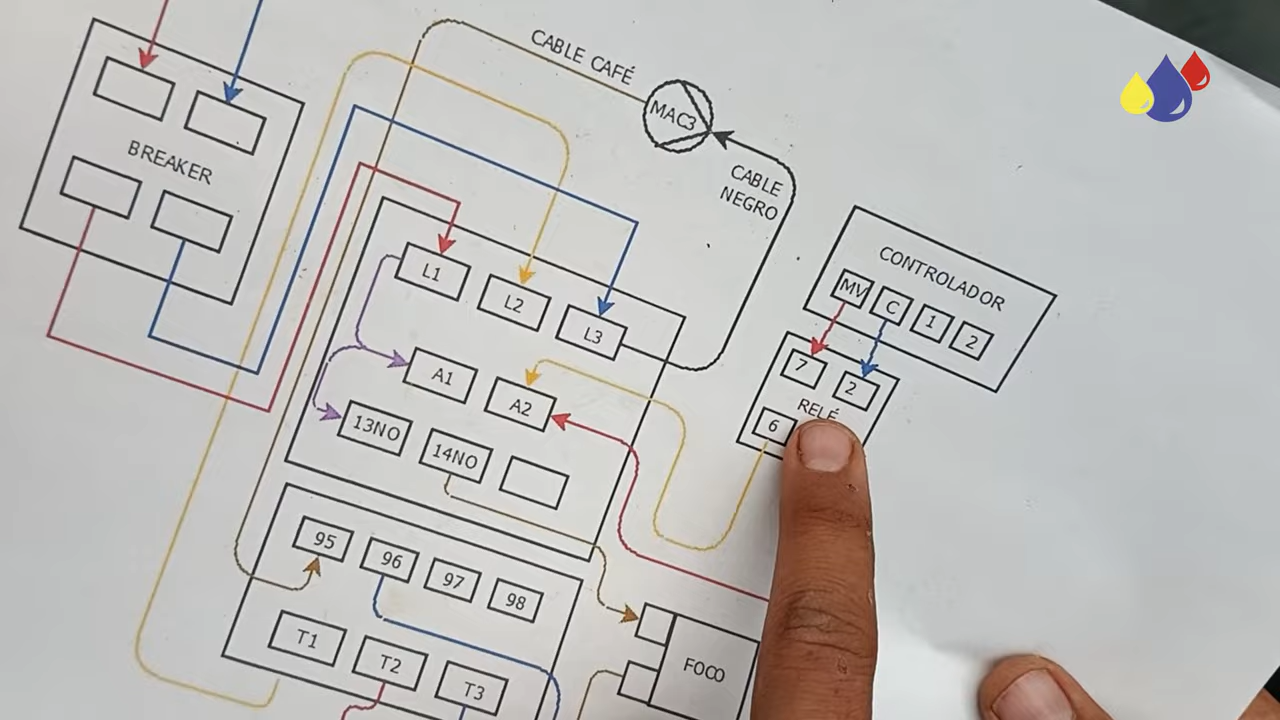 CABLE CAFÉ
MAC3
BREAKER
CABLE
NEGRO
CONTROLADOR
MV C 1 2
L1 L2 L3
7 2
RELÉ
6
A1 A2
13NO 14NO
95 96 97 98
T1 T2 T3
FOCO